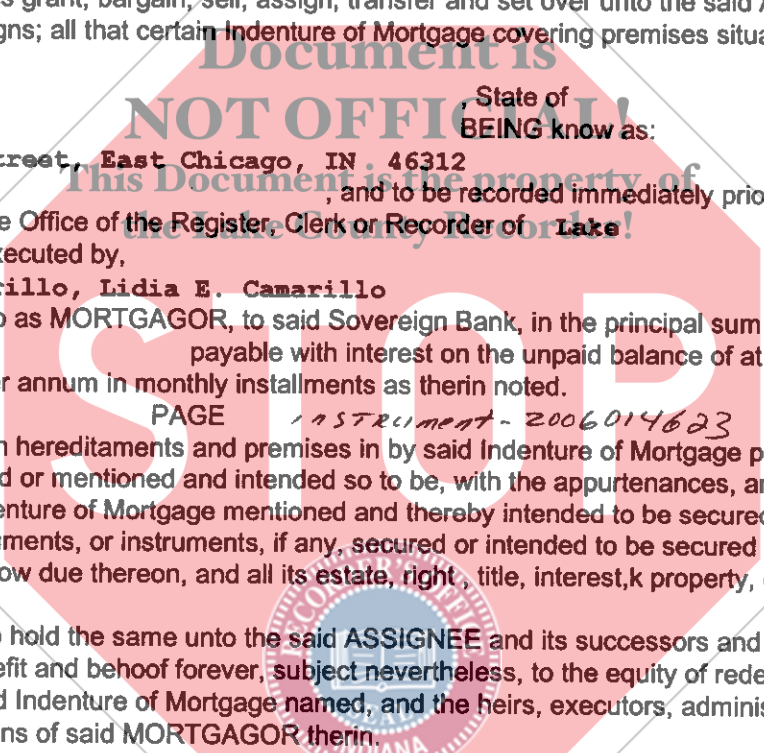 s grant, bargain, sell, assign, transfer and set over unto the said
gns; all that certain Indenture of Mortgage covering premises situa
Document is
NOT OFFICIAL!
, State of
BEING know as:
treet, East Chicago, IN 46312
This Document is the property of
, and to be recorded immediately prio
e Office of the Register, Clerk or Recorder of Lake
the Lake County Recorder!
xecuted by,
rillo, Lidia E. Camarillo
o as MORTGAGOR, to said Sovereign Bank, in the principal sum
payable with interest on the unpaid balance of at
r annum in monthly installments as therin noted.
PAGE instrument - 2006014623
n hereditaments and premises in by said Indenture of Mortgage p
d or mentioned and intended so to be, with the appurtenances, an
enture of Mortgage mentioned and thereby intended to be secured
ments, or instruments, if any, secured or intended to be secured
ow due thereon, and all its estate, right , title, interest,k property,
STOP
o hold the same unto the said ASSIGNEE and its successors and
efit and behoof forever, subject nevertheless, to the equity of rede
d Indenture of Mortgage named, and the heirs, executors, adminis
ns of said MORTGAGOR therin.
RECORDER'S OFFICE
SEAL